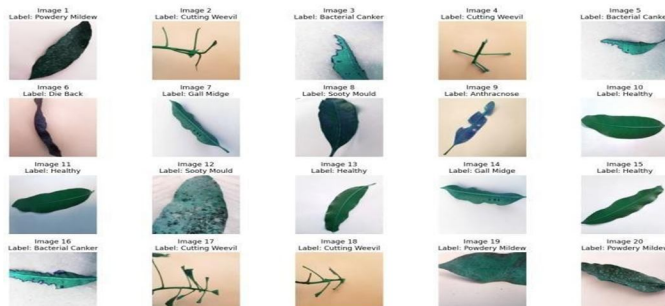 Image 1
Label: Powdery Mildew
Image 2
Label: Cutting Weevil
Image 3
Label: Bacterial Canker
Image 4
Label: Cutting Weevil
Image 5
Label: Bacterial Canke
Image 6
Label: Die Back
Image 7
Label: Gall Midge
Image 8
Label: Sooty Mould
Image 9
Label: Anthracnose
Image 10
Label: Healthy
Image 11
Label: Healthy
Image 12
Label: Sooty Mould
Image 13
Label: Healthy
Image 14
Label: Gall Midge
Image 15
Label: Healthy
Image 16
Label: Bacterial Canker
Image 17
Label: Cutting Weevil
Image 18
Label: Cutting Weevil
Image 19
Label: Powdery Mildew
Image 20
Label: Powdery Mildew